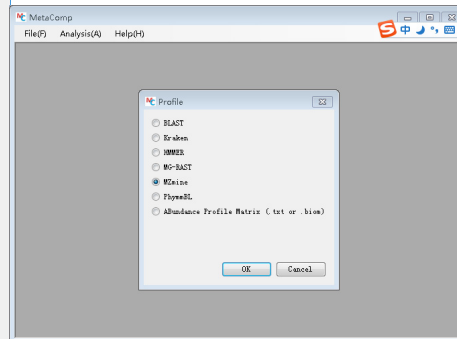 MetaComp
File(F) Analysis(A) Help(H)
中
Profile
BLAST
Kraken
HMMER
MG-RAST
MZmine
PhymmBL
ABundance Profile Matrix (.txt or .biom)
OK Cancel